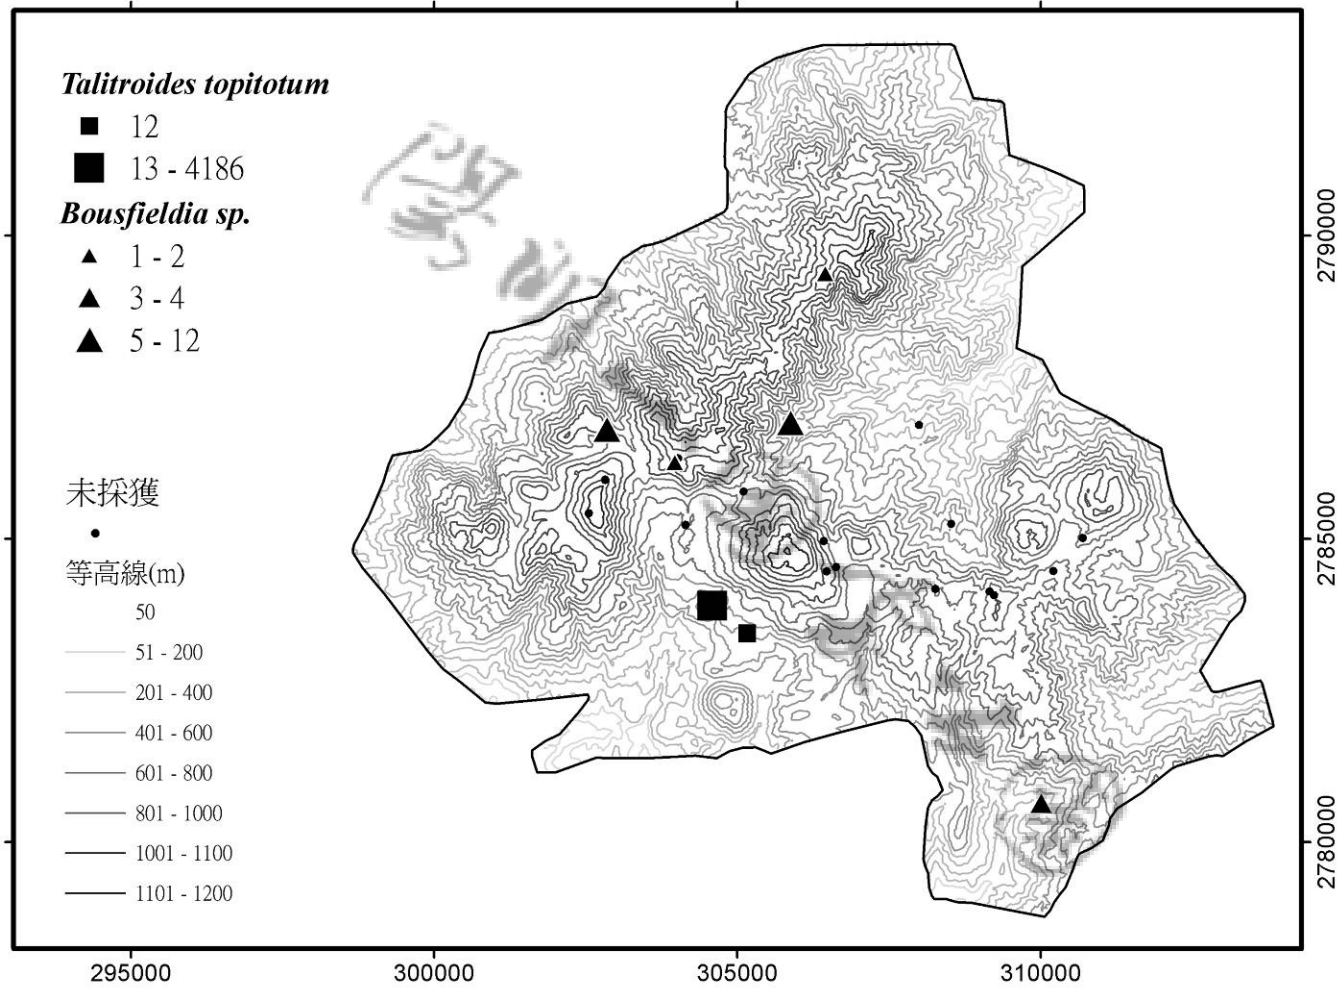 Talitroides topitotum
12
13 - 4186
Bousfieldia sp.
1 - 2
3 - 4
5 - 12
未採獲
等高線(m)
50
51 - 200
201 - 400
401 - 600
601 - 800
801 - 1000
1001 - 1100
1101 - 1200
2790000
2785000
2780000
295000
300000
305000
310000